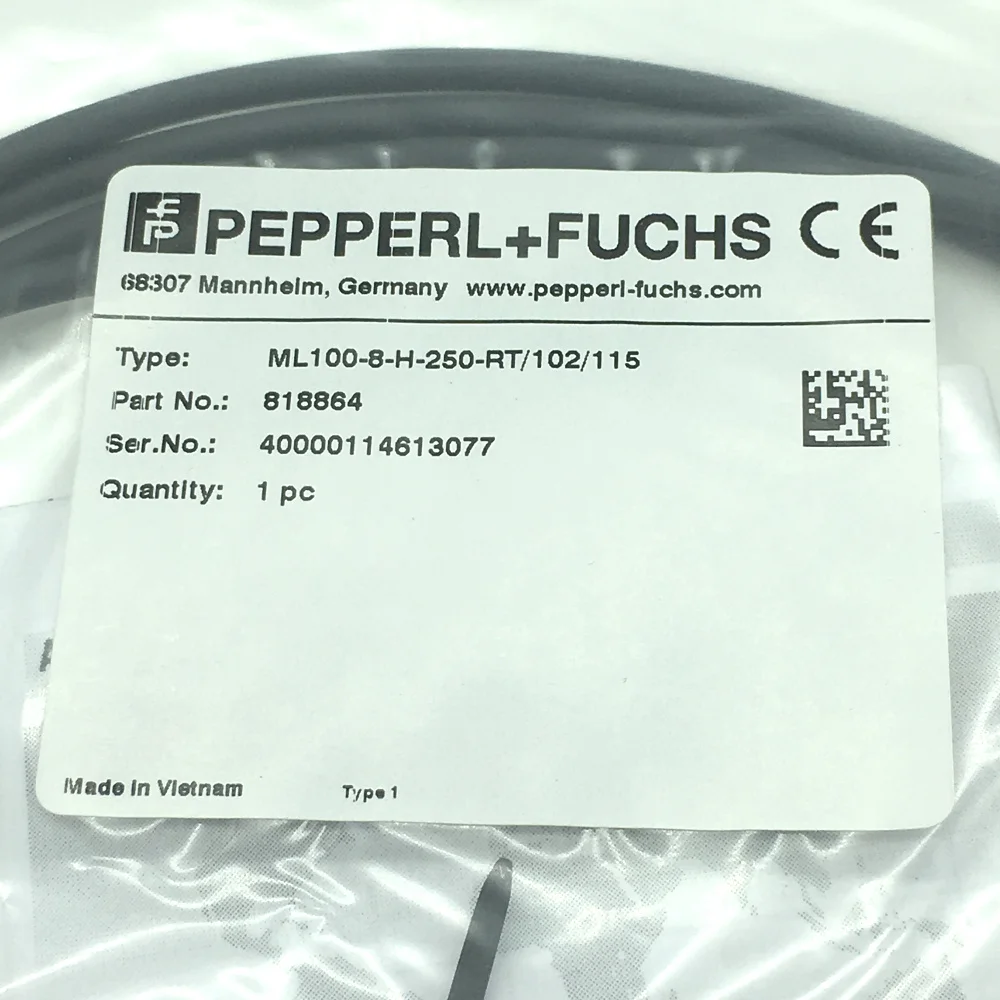 PEPPERL+FUCHS CE
68307 Mannheim, Germany www.pepperl-fuchs.com
Type: ML100-8-H-250-RT/102/115
Part No.: 818864
Ser.No.: 40000114613077
Quantity: 1 pc
Made in Vietnam Type 1